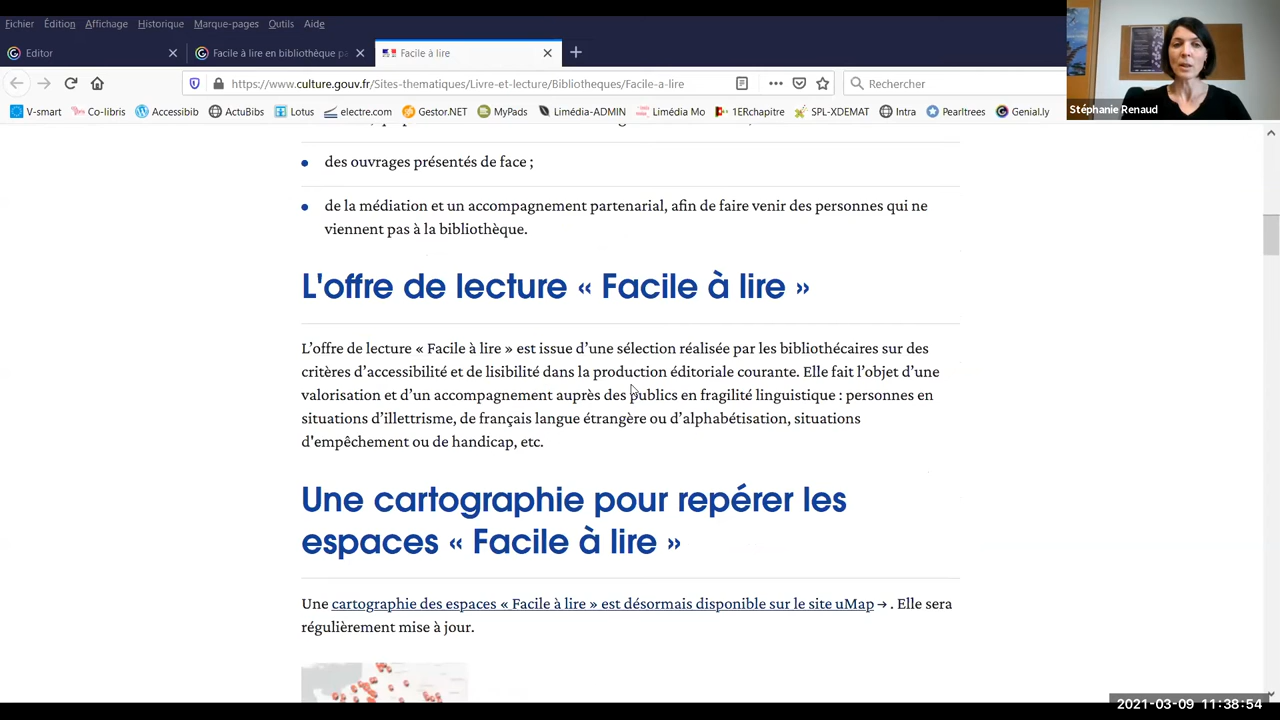 Fichier Édition Affichage Historique Marque-pages Outils Aide
Editor
Facile à lire en bibliothèque pa
Facile à lire
https://www.culture.gouv.fr/Sites-thematiques/Livre-et-lecture/Bibliotheques/Facile-a-lire
Rechercher
Stéphanie Renaud
V-smart Co-libris Accessibib ActuBibs Lotus electre.com Gestor.NET MyPads Limédia-ADMIN Limédia Mo 1ERchapitre SPL-XDEMAT Intra Pearltrees Genial.ly
des ouvrages présentés de face ;
de la médiation et un accompagnement partenarial, afin de faire venir des personnes qui ne
viennent pas à la bibliothèque.
L'offre de lecture « Facile à lire »
L’offre de lecture « Facile à lire » est issue d’une sélection réalisée par les bibliothécaires sur des
critères d’accessibilité et de lisibilité dans la production éditoriale courante. Elle fait l’objet d’une
valorisation et d’un accompagnement auprès des publics en fragilité linguistique : personnes en
situations d’illettrisme, de français langue étrangère ou d’alphabétisation, situations
d'empêchement ou de handicap, etc.
Une cartographie pour repérer les
espaces « Facile à lire »
Une cartographie des espaces « Facile à lire » est désormais disponible sur le site uMap → . Elle sera
régulièrement mise à jour.
2021-03-09 11:38:54